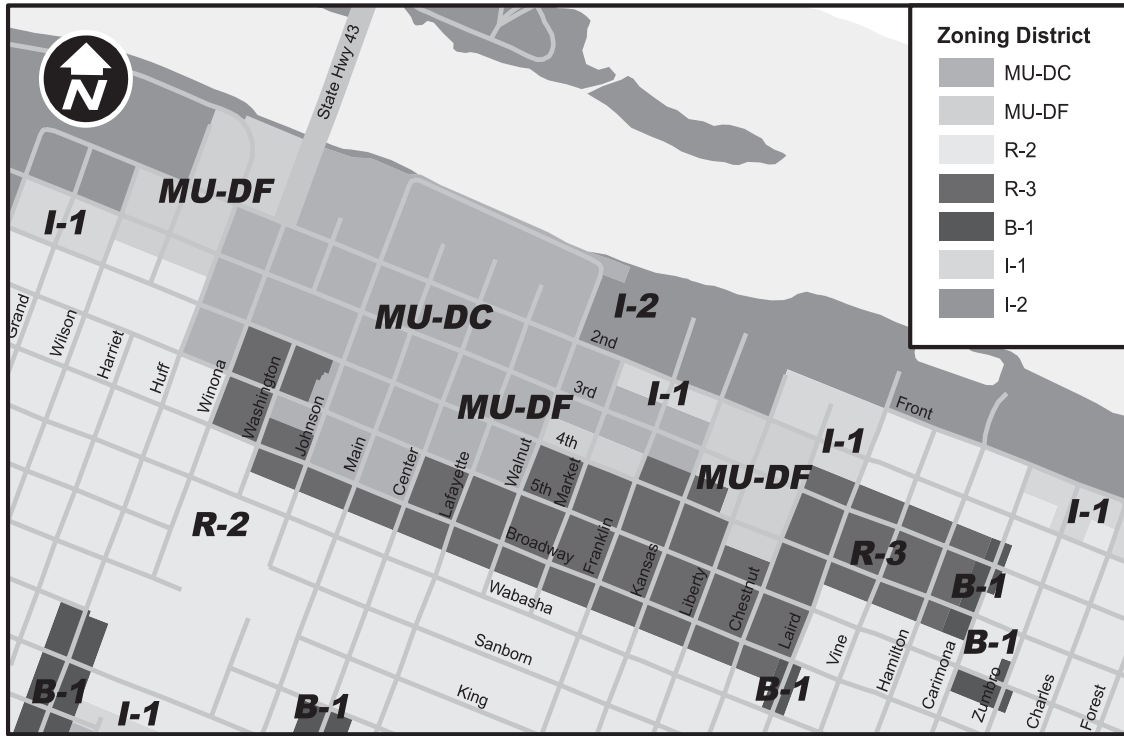 N
State Hwy 43
Zoning District
MU-DC
MU-DF
R-2
R-3
B-1
I-1
I-2
MU-DF
I-1
MU-DC
I-2
2nd
3rd
4th
5th
MU-DF
I-1
MU-DF
Front
I-1
I-1
Grand
Wilson
Harriet
Huff
Winona
Washington
Johnson
Main
Center
Lafayette
Walnut
Market
Franklin
Kansas
Liberty
Chestnut
Laird
Vine
Hamilton
Carimona
Zumbro
Charles
Forest
R-2
R-3
Broadway
Wabasha
Sanborn
King
B-1
B-1
B-1
B-1
I-1
B-1